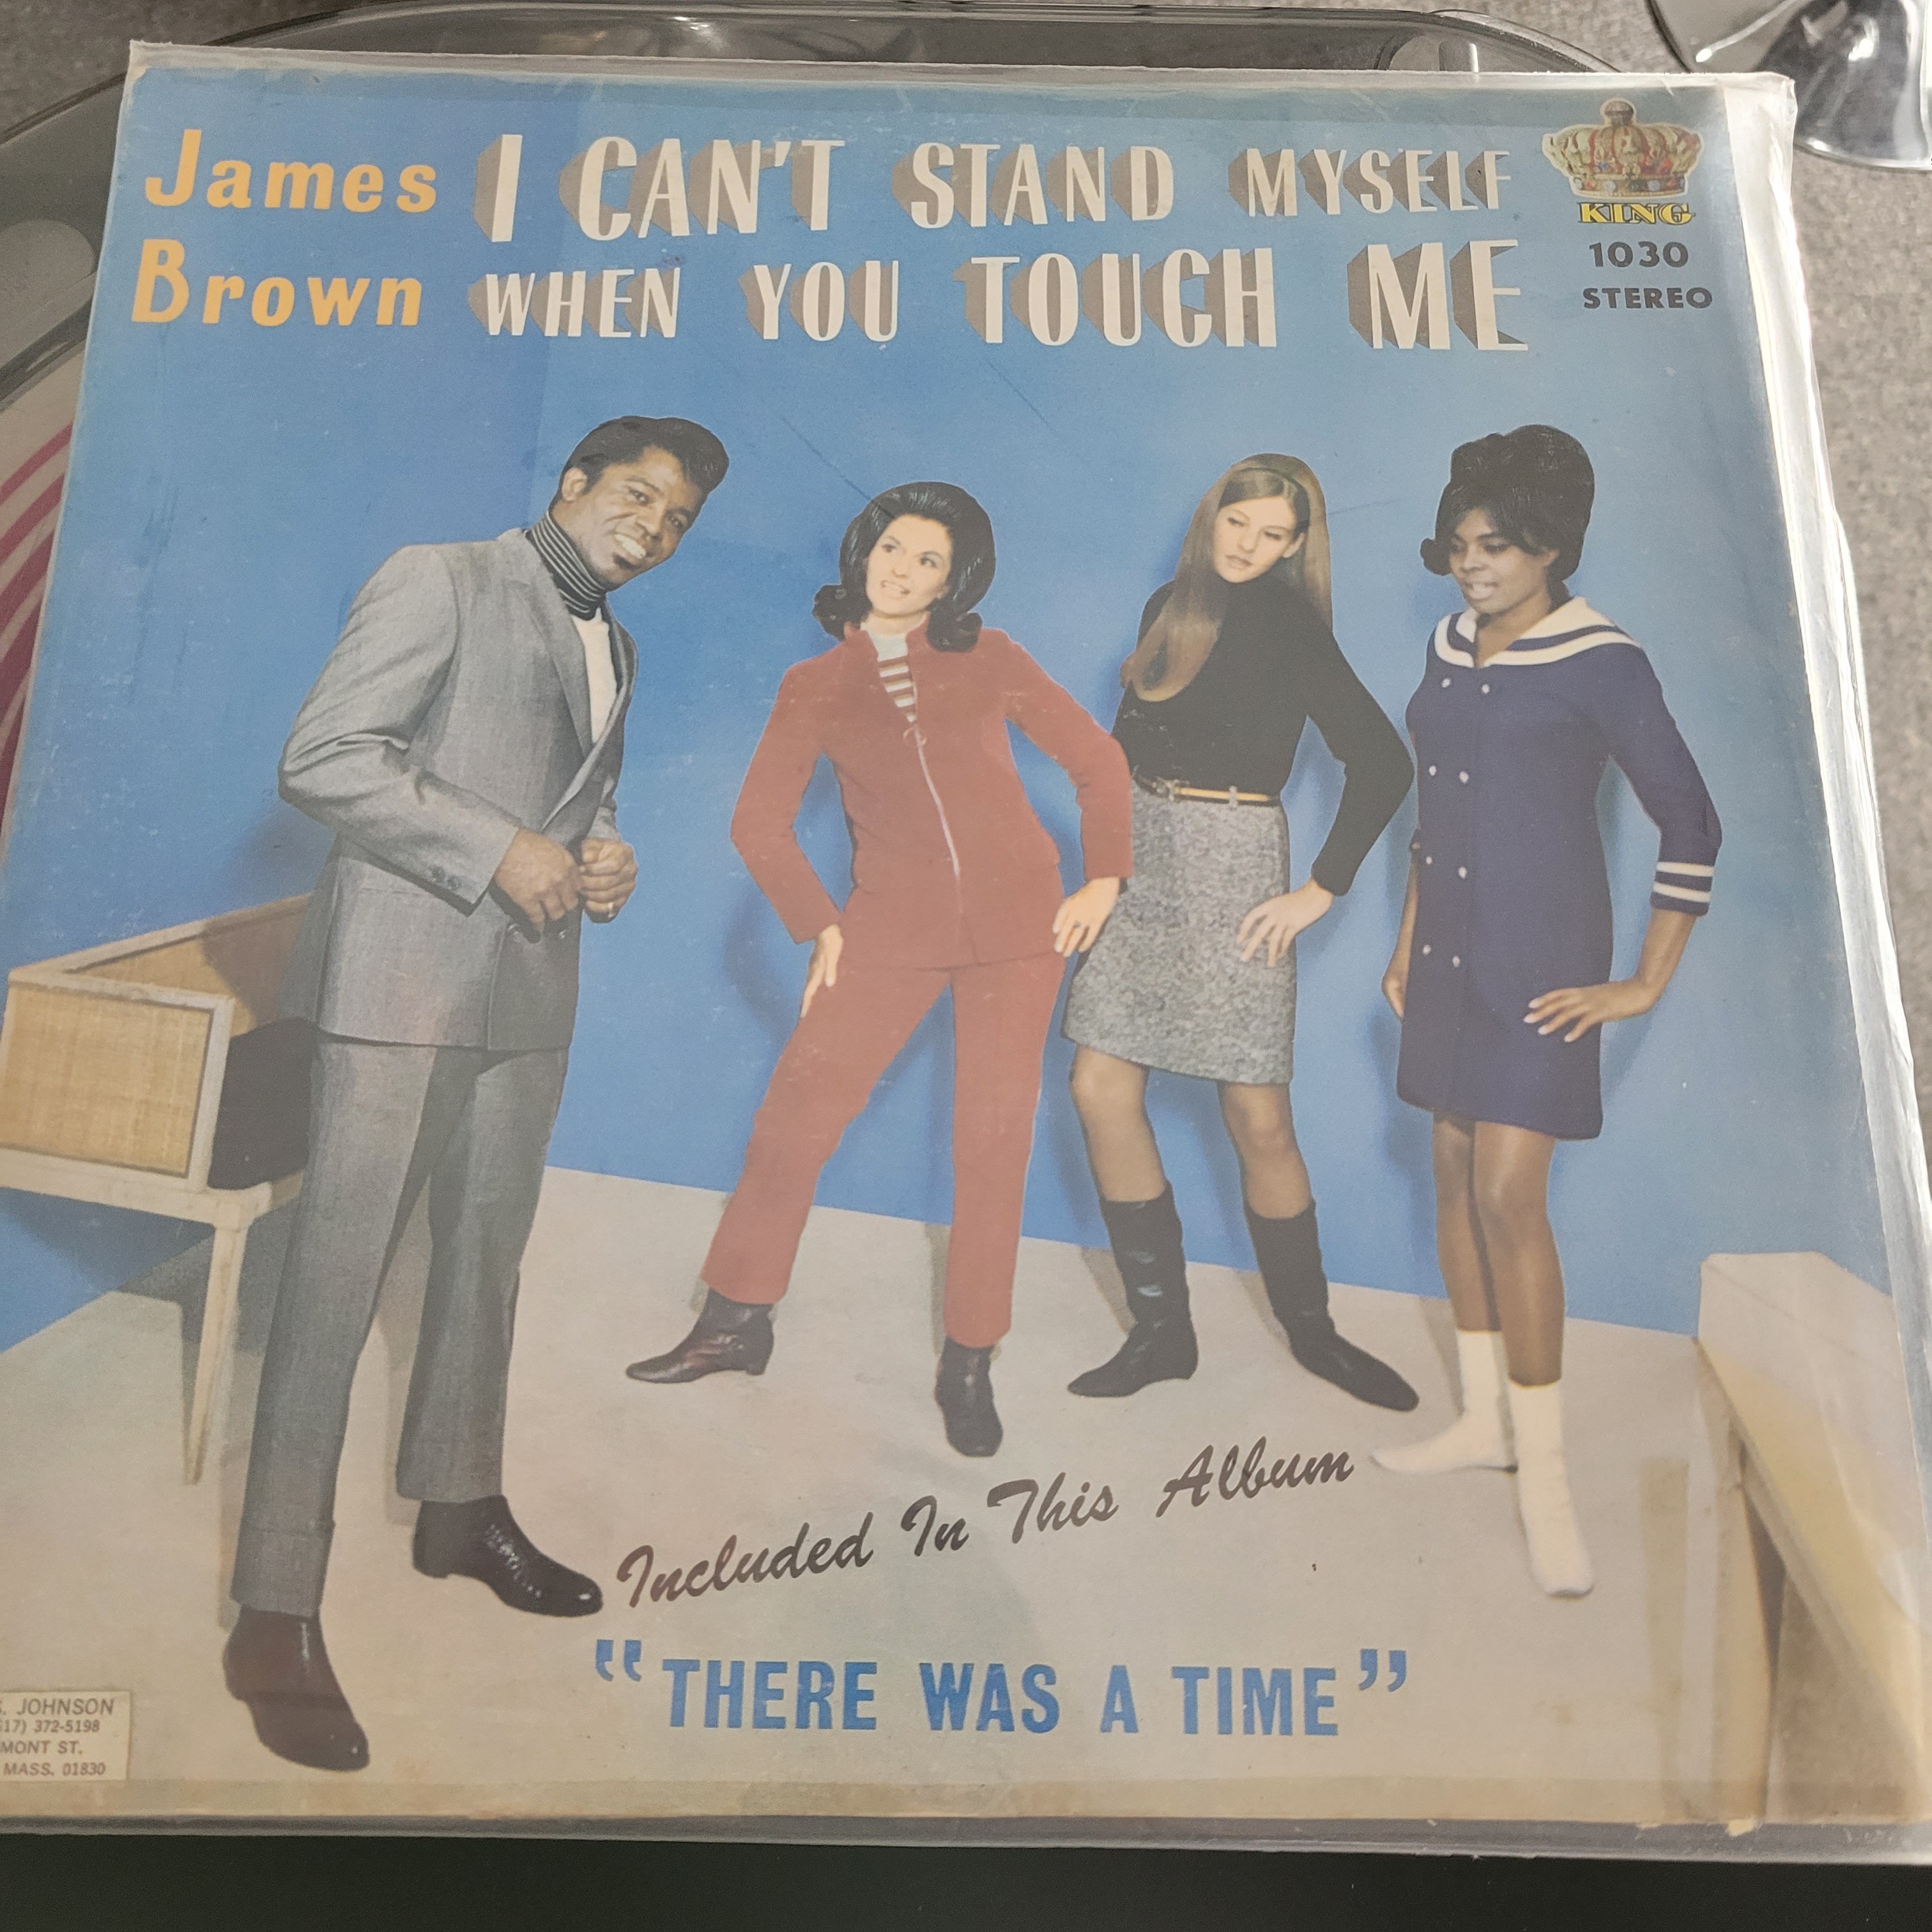 James
Brown
I CAN'T STAND MYSELF
WHEN YOU TOUCH ME
KING
1030
STEREO
Included In This Album
"THERE WAS A TIME"
JOHNSON
17) 372-5198
MONT ST.
MASS. 01830